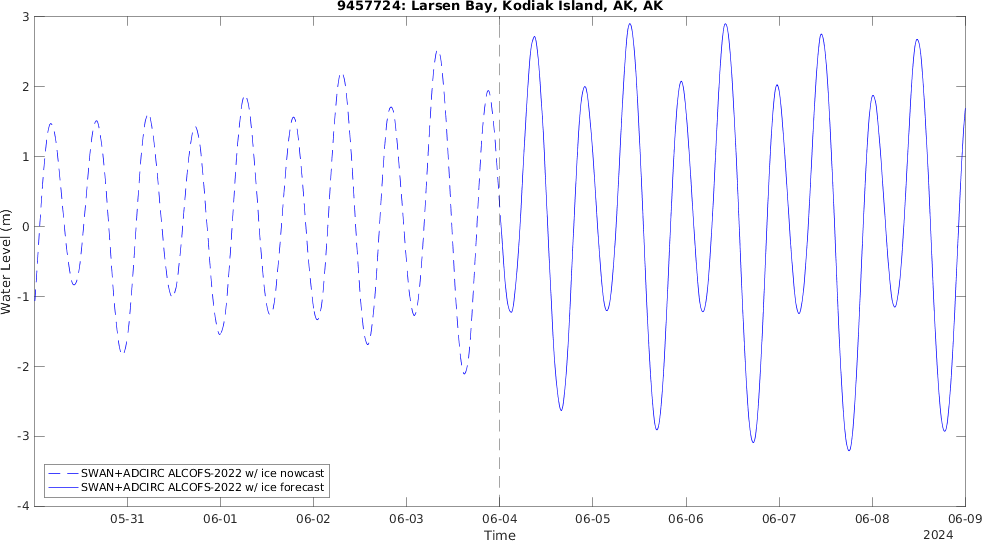 9457724: Larsen Bay, Kodiak Island, AK, AK
3
2
1
0
-1
-2
-3
-4
Water Level (m)
SWAN+ADCIRC ALCOFS-2022 w/ ice nowcast
SWAN+ADCIRC ALCOFS-2022 w/ ice forecast
05-31 06-01 06-02 06-03 06-04 06-05 06-06 06-07 06-08 06-09
Time
2024